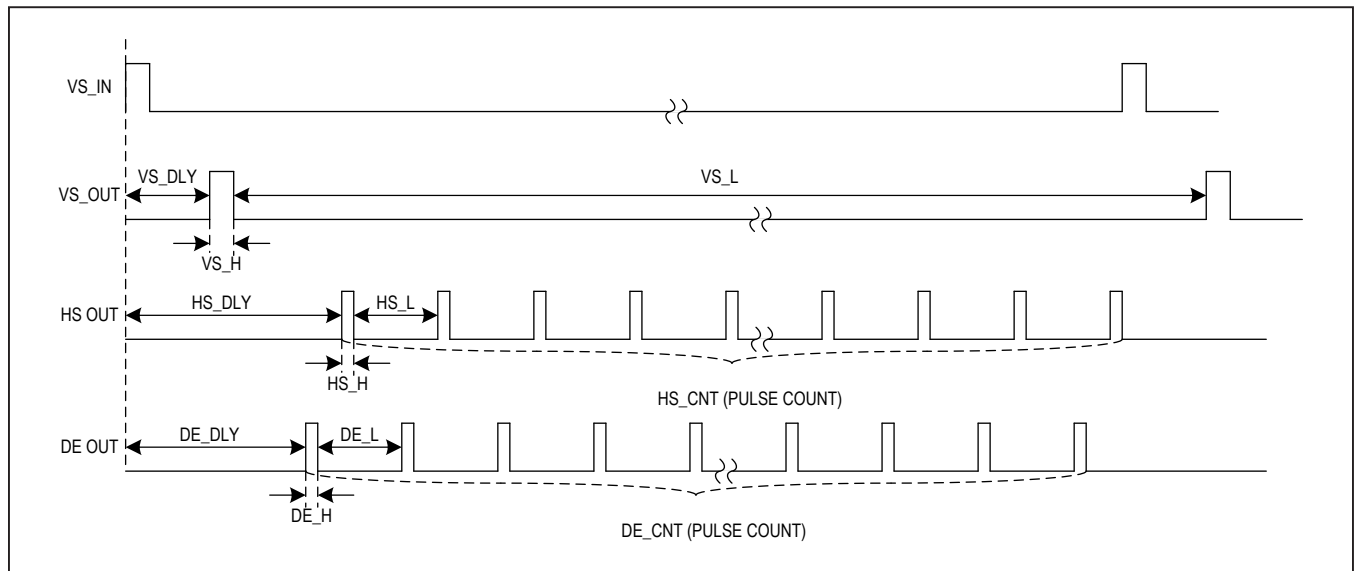 VS_IN
VS_DLY
VS_L
VS_OUT
VS_H
HS_DLY
HS_L
HS OUT
HS_H
HS_CNT (PULSE COUNT)
DE_DLY
DE_L
DE OUT
DE_H
DE_CNT (PULSE COUNT)